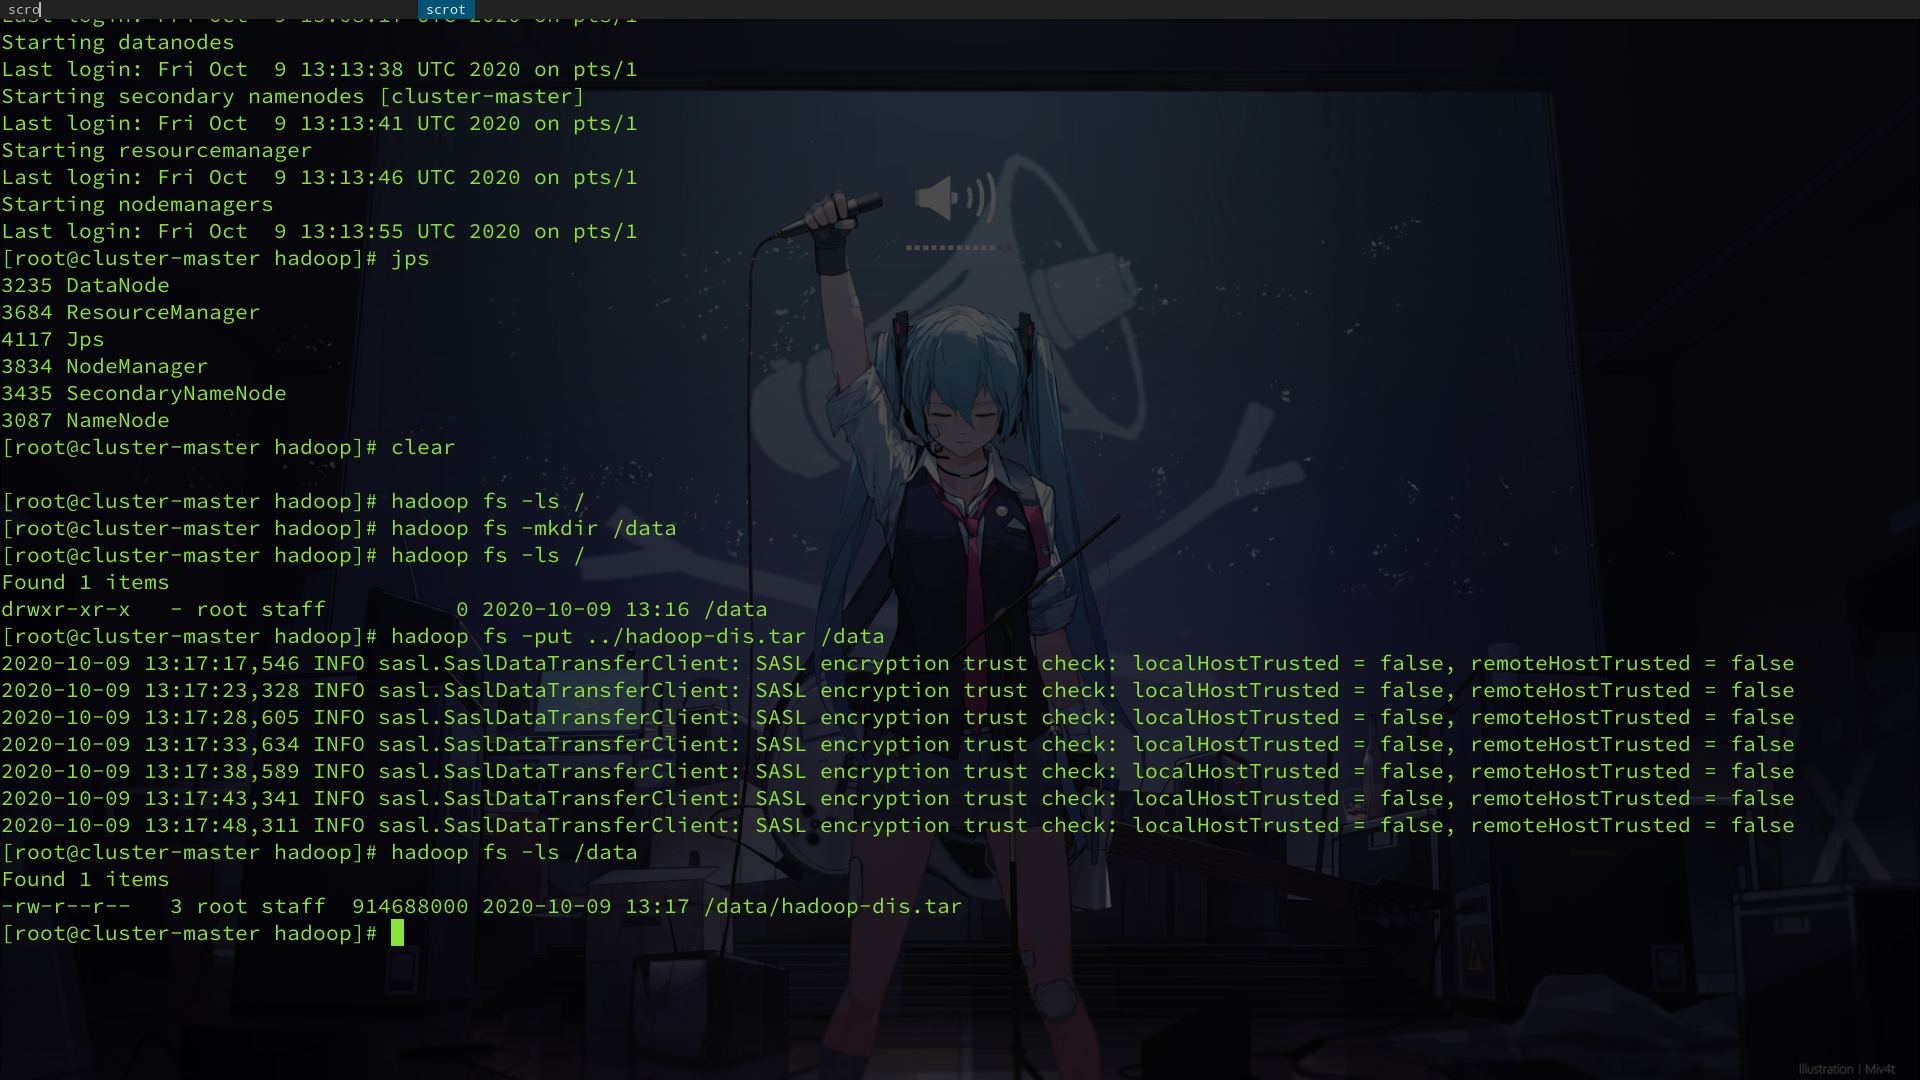 scro scrot
Last login: Fri Oct  9 13:
Starting datanodes
Last login: Fri Oct  9 13:13:38 UTC 2020 on pts/1
Starting secondary namenodes [cluster-master]
Last login: Fri Oct  9 13:13:41 UTC 2020 on pts/1
Starting resourcemanager
Last login: Fri Oct  9 13:13:46 UTC 2020 on pts/1
Starting nodemanagers
Last login: Fri Oct  9 13:13:55 UTC 2020 on pts/1
[root@cluster-master hadoop]# jps
3235 DataNode
3684 ResourceManager
4117 Jps
3834 NodeManager
3435 SecondaryNameNode
3087 NameNode
[root@cluster-master hadoop]# clear
[root@cluster-master hadoop]# hadoop fs -ls /
[root@cluster-master hadoop]# hadoop fs -mkdir /data
[root@cluster-master hadoop]# hadoop fs -ls /
Found 1 items
drwxr-xr-x   - root staff          0 2020-10-09 13:16 /data
[root@cluster-master hadoop]# hadoop fs -put ../hadoop-dis.tar /data
2020-10-09 13:17:17,546 INFO sasl.SaslDataTransferClient: SASL encryption trust check: localHostTrusted = false, remoteHostTrusted = false
2020-10-09 13:17:23,328 INFO sasl.SaslDataTransferClient: SASL encryption trust check: localHostTrusted = false, remoteHostTrusted = false
2020-10-09 13:17:28,605 INFO sasl.SaslDataTransferClient: SASL encryption trust check: localHostTrusted = false, remoteHostTrusted = false
2020-10-09 13:17:33,634 INFO sasl.SaslDataTransferClient: SASL encryption trust check: localHostTrusted = false, remoteHostTrusted = false
2020-10-09 13:17:38,589 INFO sasl.SaslDataTransferClient: SASL encryption trust check: localHostTrusted = false, remoteHostTrusted = false
2020-10-09 13:17:43,341 INFO sasl.SaslDataTransferClient: SASL encryption trust check: localHostTrusted = false, remoteHostTrusted = false
2020-10-09 13:17:48,311 INFO sasl.SaslDataTransferClient: SASL encryption trust check: localHostTrusted = false, remoteHostTrusted = false
[root@cluster-master hadoop]# hadoop fs -ls /data
Found 1 items
-rw-r--r--   3 root staff  914688000 2020-10-09 13:17 /data/hadoop-dis.tar
[root@cluster-master hadoop]#
Illustration | Miv4t